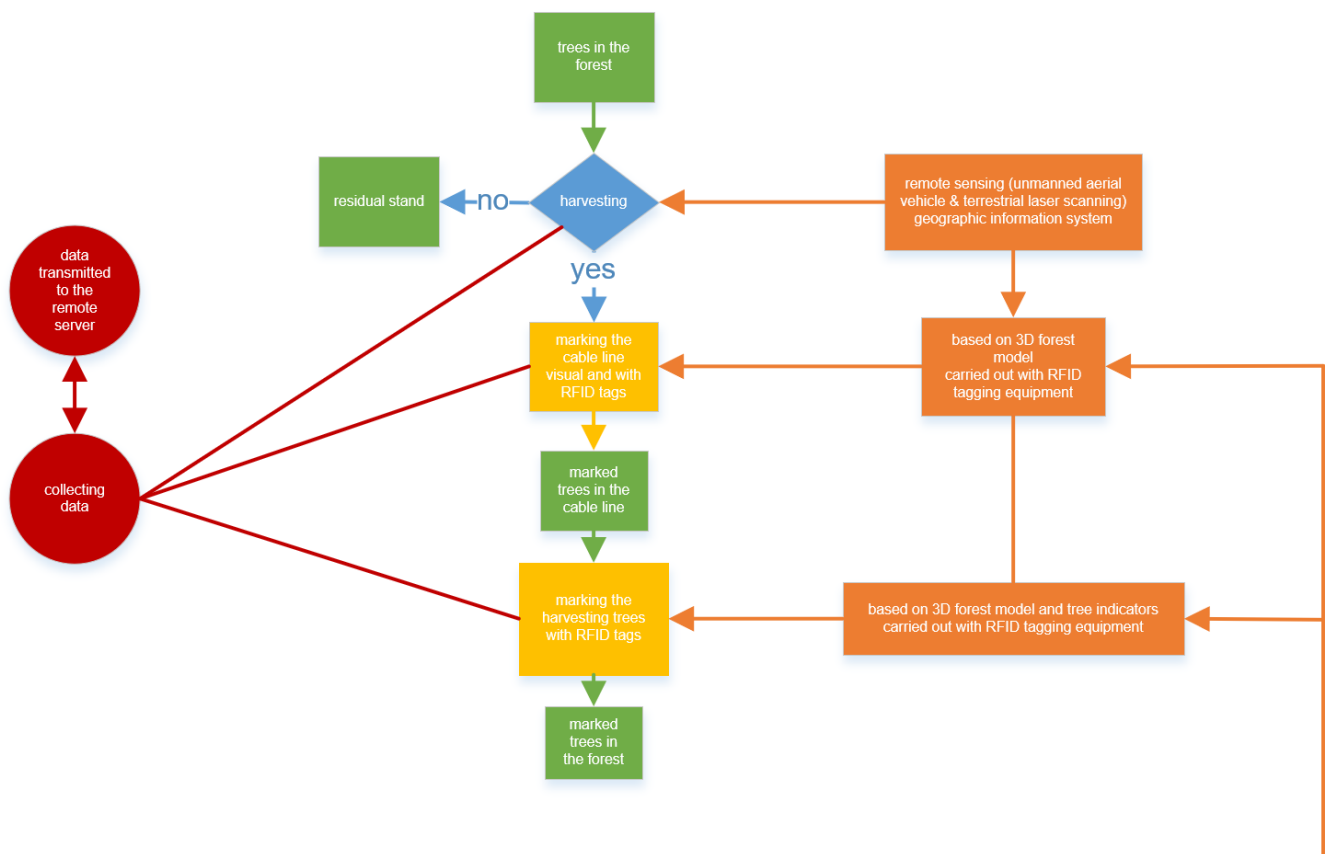 trees in the
forest
residual stand
no
harvesting
remote sensing (unmanned aerial
vehicle & terrestrial laser scanning)
geographic information system
data
transmitted
to the
remote
server
yes
marking the
cable line
visual and with
RFID tags
based on 3D forest
model
carried out with RFID
tagging equipment
collecting
data
marked
trees in the
cable line
marking the
harvesting trees
with RFID tags
based on 3D forest model and tree indicators
carried out with RFID tagging equipment
marked
trees in
the forest